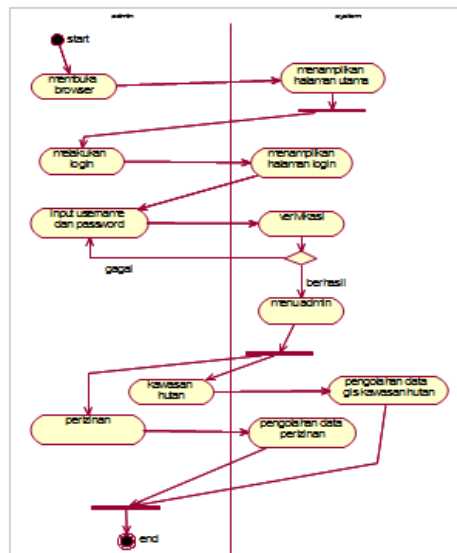 admin
system
start
membuka
browser
menampilkan
halaman utama
melakukan
login
menampilkan
halaman login
input username
dan password
verivikasi
gagal
berhasil
menu admin
kawasan
hutan
pengolahan data
gis kawasan hutan
perizinan
pengolahan data
perizinan
end